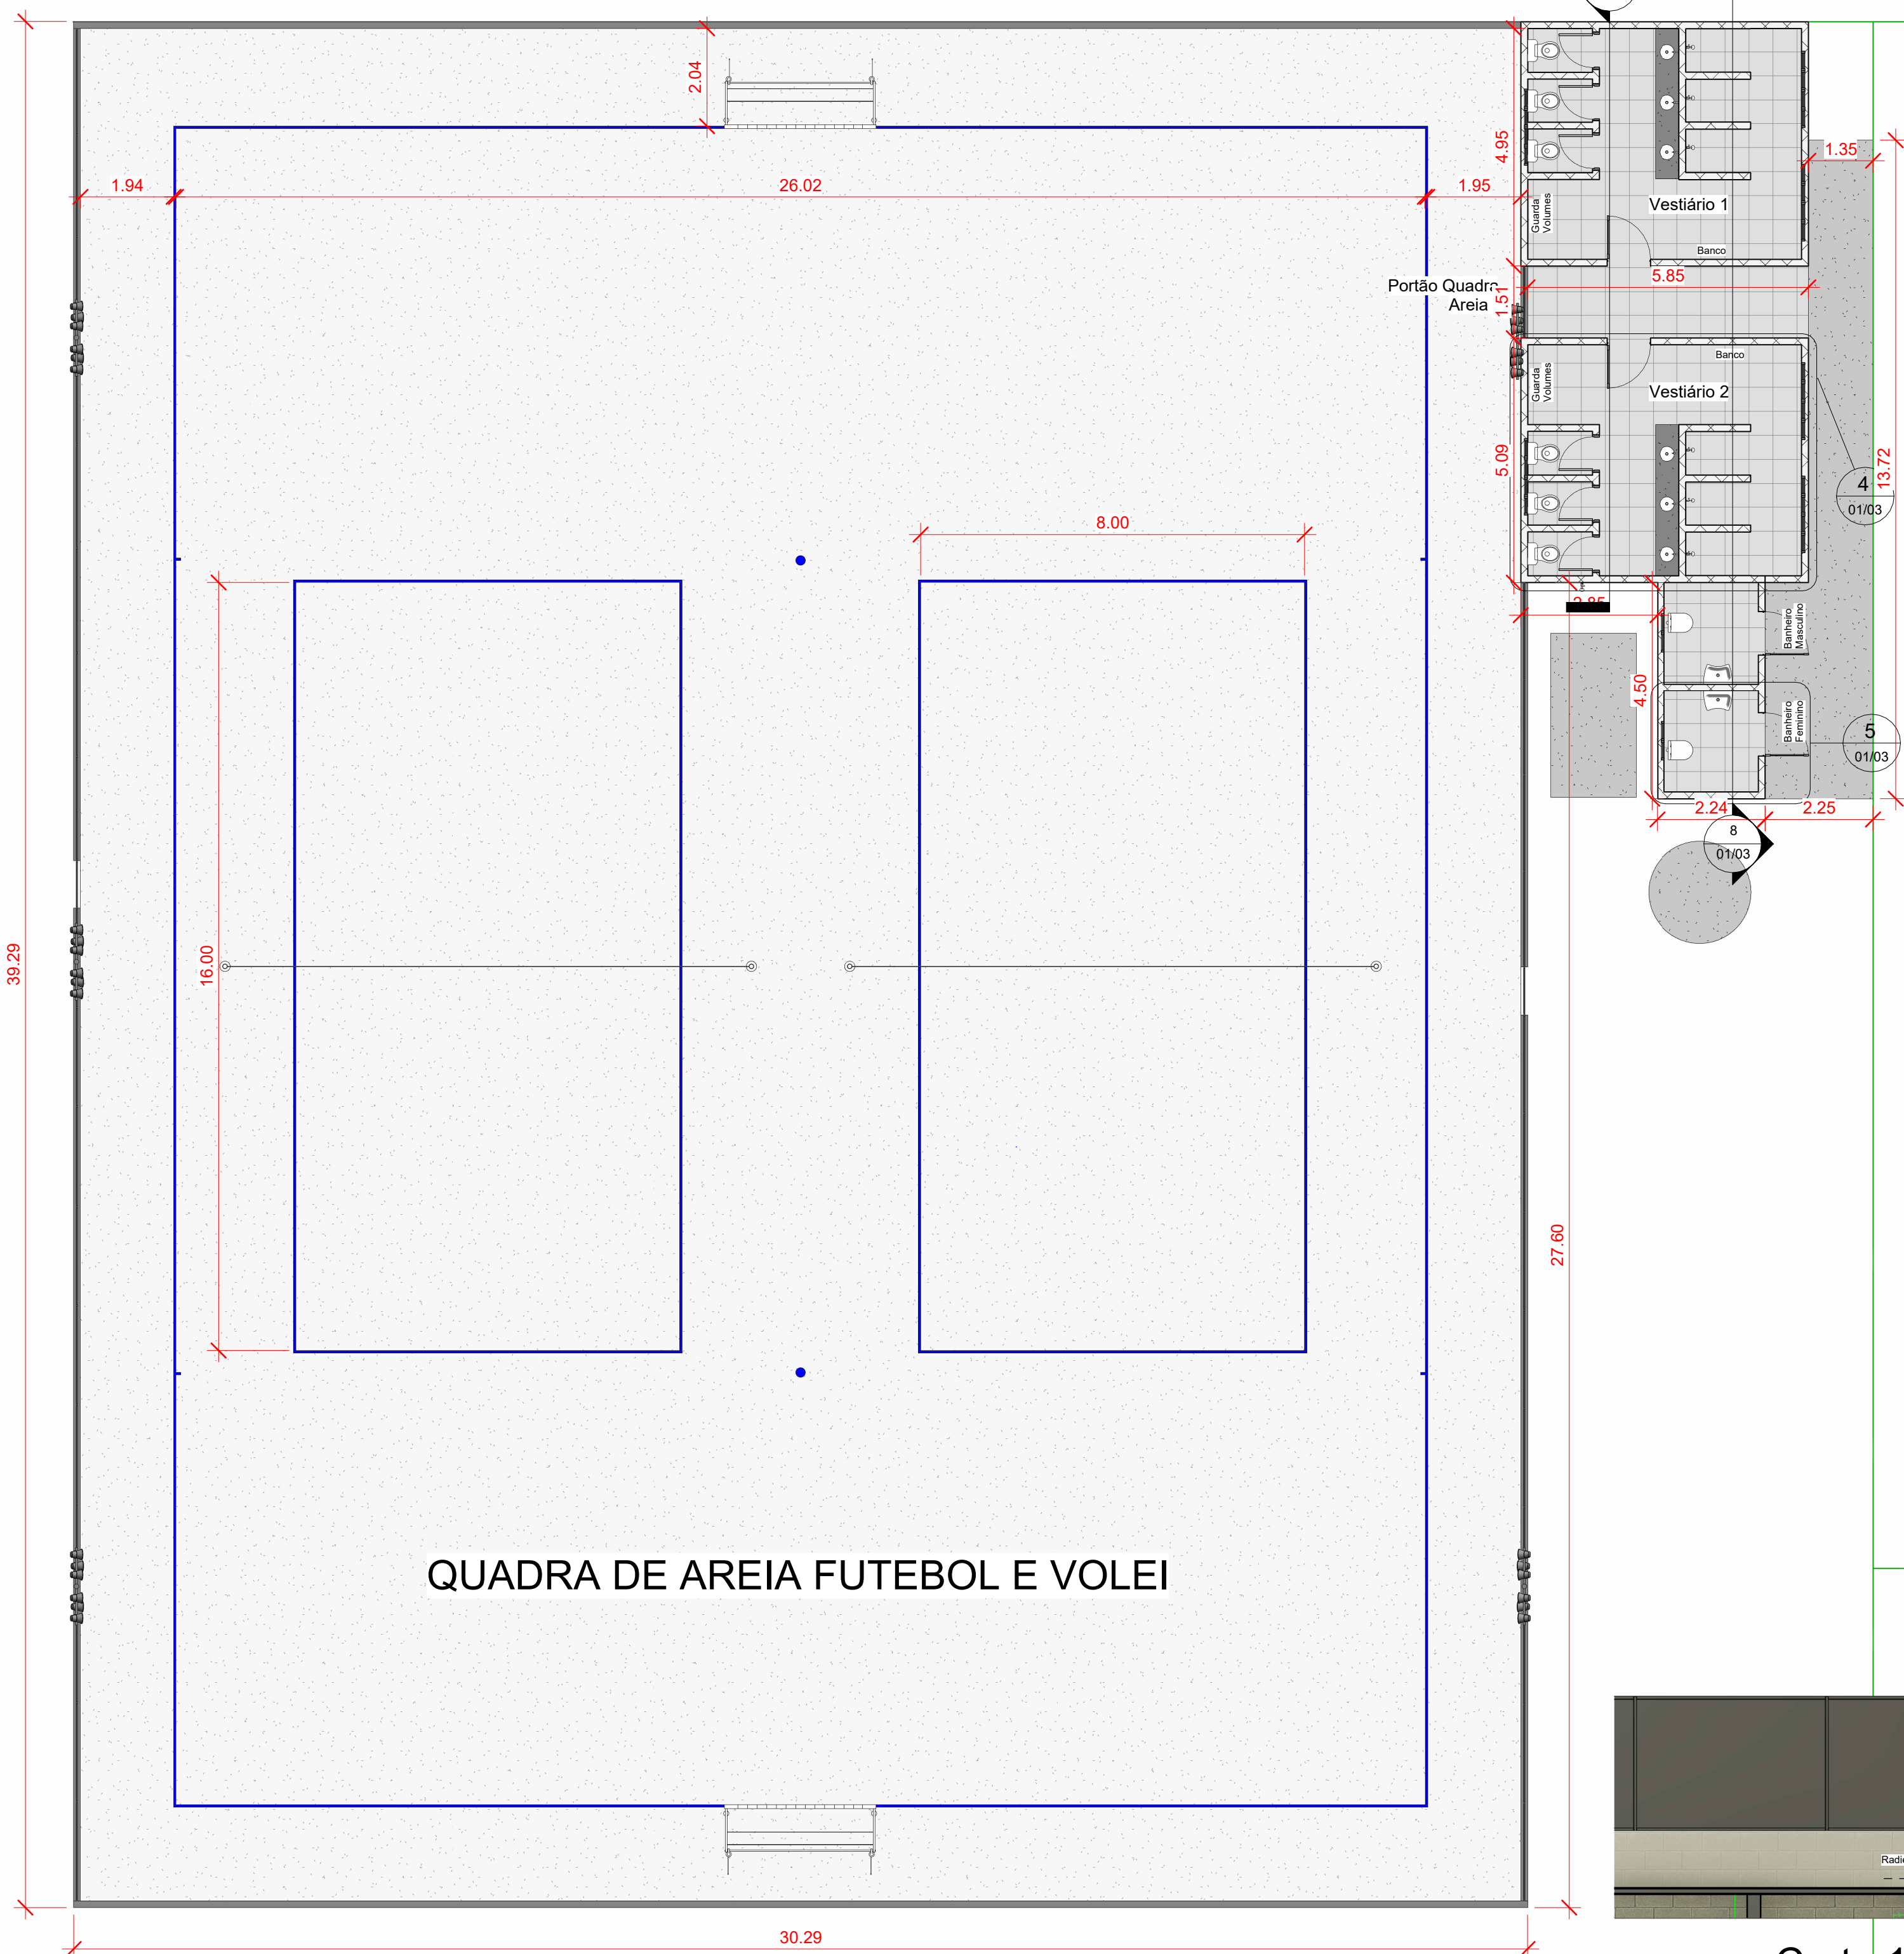 2.04
4.95
1.35
1.94
26.02
1.95
Guarda
Volumes
Vestiário 1
Banco
5.85
Portão Quadra
Areia
1.51
Banco
Guarda
Volumes
Vestiário 2
5.09
13.72
4
01/03
8.00
2.85
Banheiro
Masculino
4.50
Banheiro
Feminino
5
01/03
2.24
2.25
8
01/03
39.29
16.00
27.60
QUADRA DE AREIA FUTEBOL E VOLEI
30.29